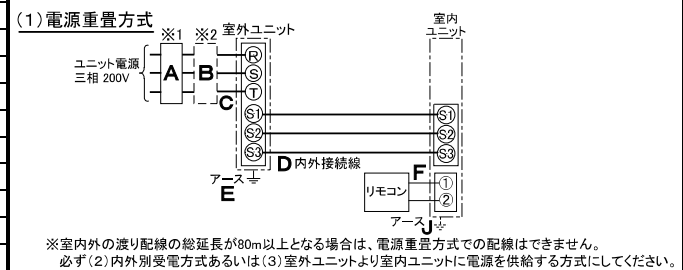 (1)電源重畳方式
※1 ※2 室外ユニット
室内
ユニット
ユニット電源
三相 200V
A B C
R
S
T
S1
S2
S3
S1
S2
S3
D 内外接続線
アース
E
リモコン
F
①
②
アース J
※室内外の渡り配線の総延長が80m以上となる場合は、電源重畳方式での配線はできません。
必ず(2)内外別受電方式あるいは(3)室外ユニットより室内ユニットに電源を供給する方式にしてください。